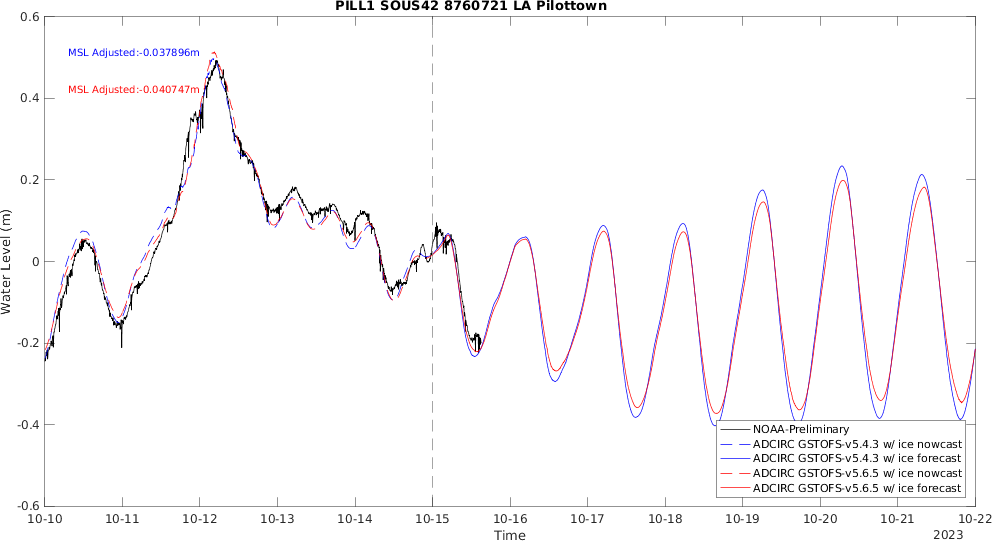 PILL1 SOUS42 8760721 LA Pilottown
MSL Adjusted:-0.037896m
MSL Adjusted:-0.040747m
Water Level (m)
0.6
0.4
0.2
0
-0.2
-0.4
-0.6
NOAA-Preliminary
ADCIRC GSTOFS-v5.4.3 w/ ice nowcast
ADCIRC GSTOFS-v5.4.3 w/ ice forecast
ADCIRC GSTOFS-v5.6.5 w/ ice nowcast
ADCIRC GSTOFS-v5.6.5 w/ ice forecast
10-10 10-11 10-12 10-13 10-14 10-15 10-16 10-17 10-18 10-19 10-20 10-21 10-22
Time
2023